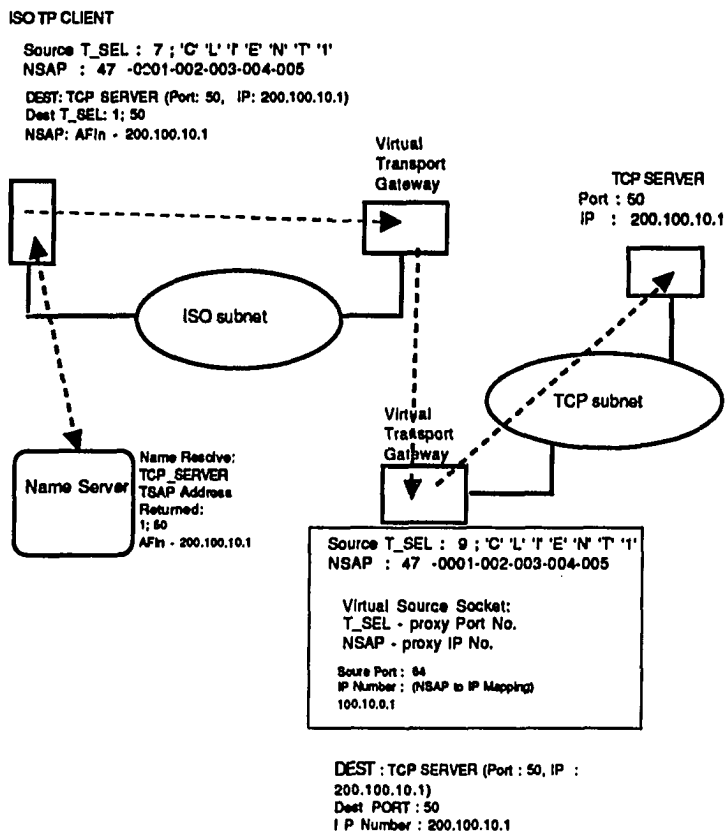 ISO TP CLIENT
Source T_SEL : 7 ; 'C' 'L' 'I' 'E' 'N' 'T' '1'
NSAP : 47 -0001-002-003-004-005
DEST: TCP SERVER (Port: 50, IP: 200.100.10.1)
Dest T_SEL: 1; 50
NSAP: AFIn - 200.100.10.1
Virtual
Transport
Gateway
TCP SERVER
Port : 50
IP : 200.100.10.1
ISO subnet
TCP subnet
Virtual
Transport
Gateway
Name Server
Name Resolve:
TCP_SERVER
TSAP Address
Returned:
1; 50
AFIn - 200.100.10.1
Source T_SEL : 9 ; 'C' 'L' 'I' 'E' 'N' 'T' '1'
NSAP : 47 -0001-002-003-004-005
Virtual Source Socket:
T_SEL - proxy Port No.
NSAP - proxy IP No.
Soure Port : 64
IP Number : (NSAP to IP Mapping)
100.10.0.1
DEST : TCP SERVER (Port : 50, IP :
200.100.10.1)
Dest PORT : 50
I P Number : 200.100.10.1